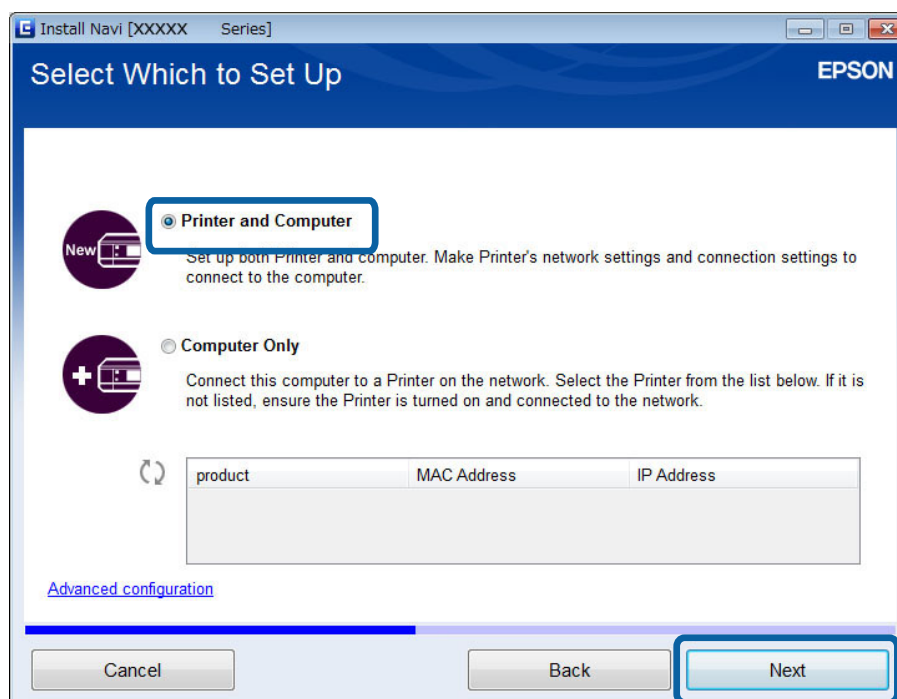 Install Navi [XXXXX Series]
Select Which to Set Up
EPSON
New
Printer and Computer
Set up both Printer and computer. Make Printer's network settings and connection settings to
connect to the computer.
Computer Only
Connect this computer to a Printer on the network. Select the Printer from the list below. If it is
not listed, ensure the Printer is turned on and connected to the network.
product MAC Address IP Address
Advanced configuration
Cancel Back Next